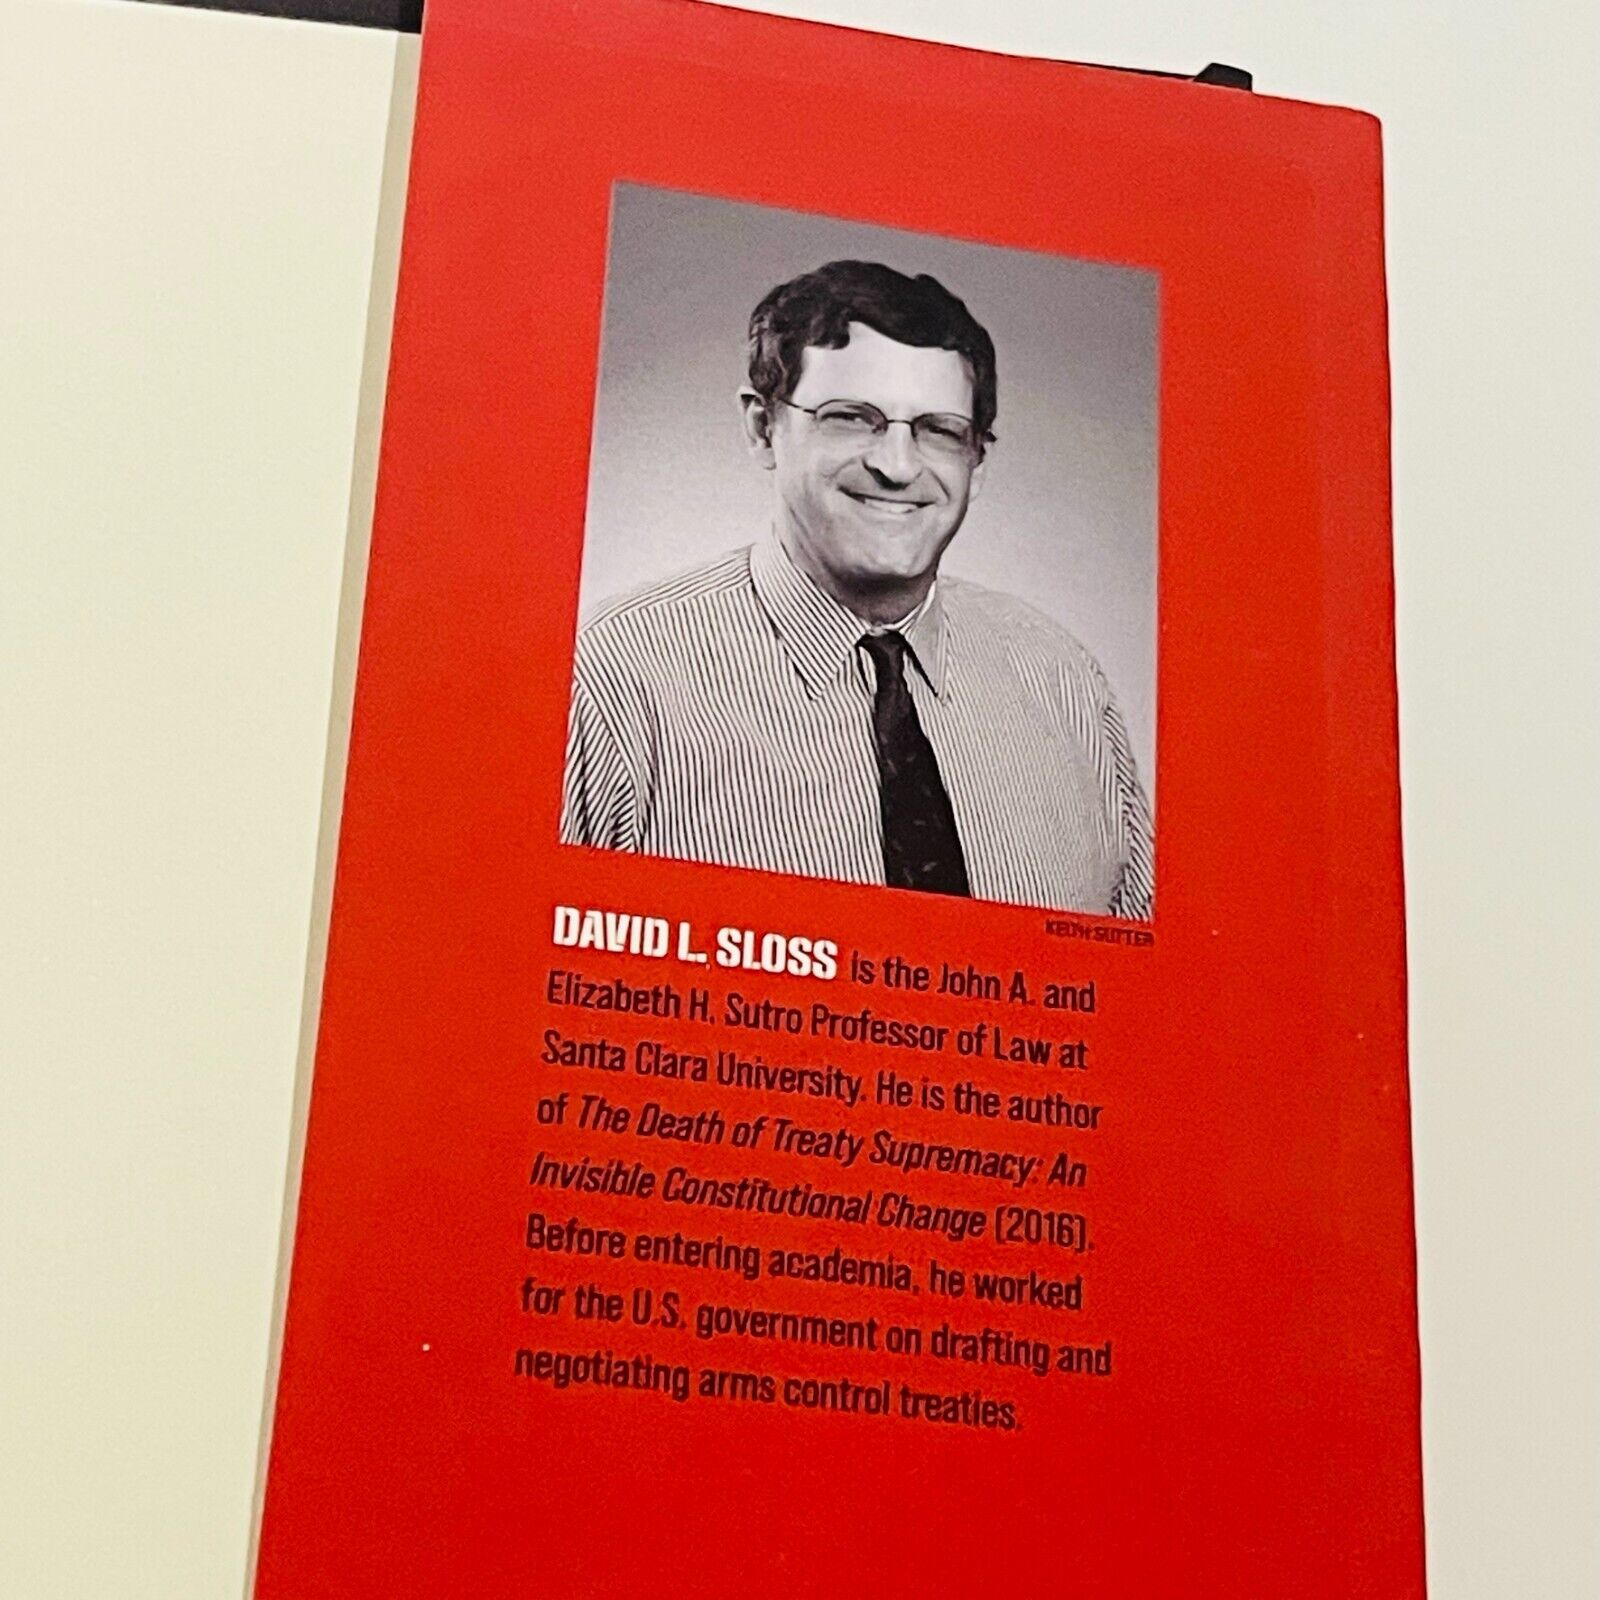 KEITH SUTTER
DAVID L. SLOSS is the John A. and
Elizabeth H. Sutro Professor of Law at
Santa Clara University. He is the author
of The Death of Treaty Supremacy: An
Invisible Constitutional Change (2016).
Before entering academia, he worked
for the U.S. government on drafting and
negotiating arms control treaties.